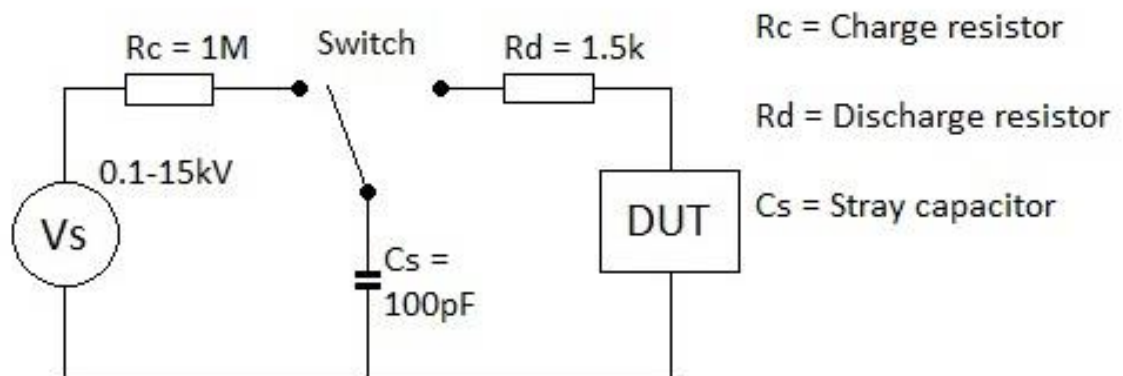 Rc = 1M
Switch
Rd = 1.5k
Rc = Charge resistor
Rd = Discharge resistor
0.1-15kV
Vs
DUT
Cs = Stray capacitor
Cs =
100pF